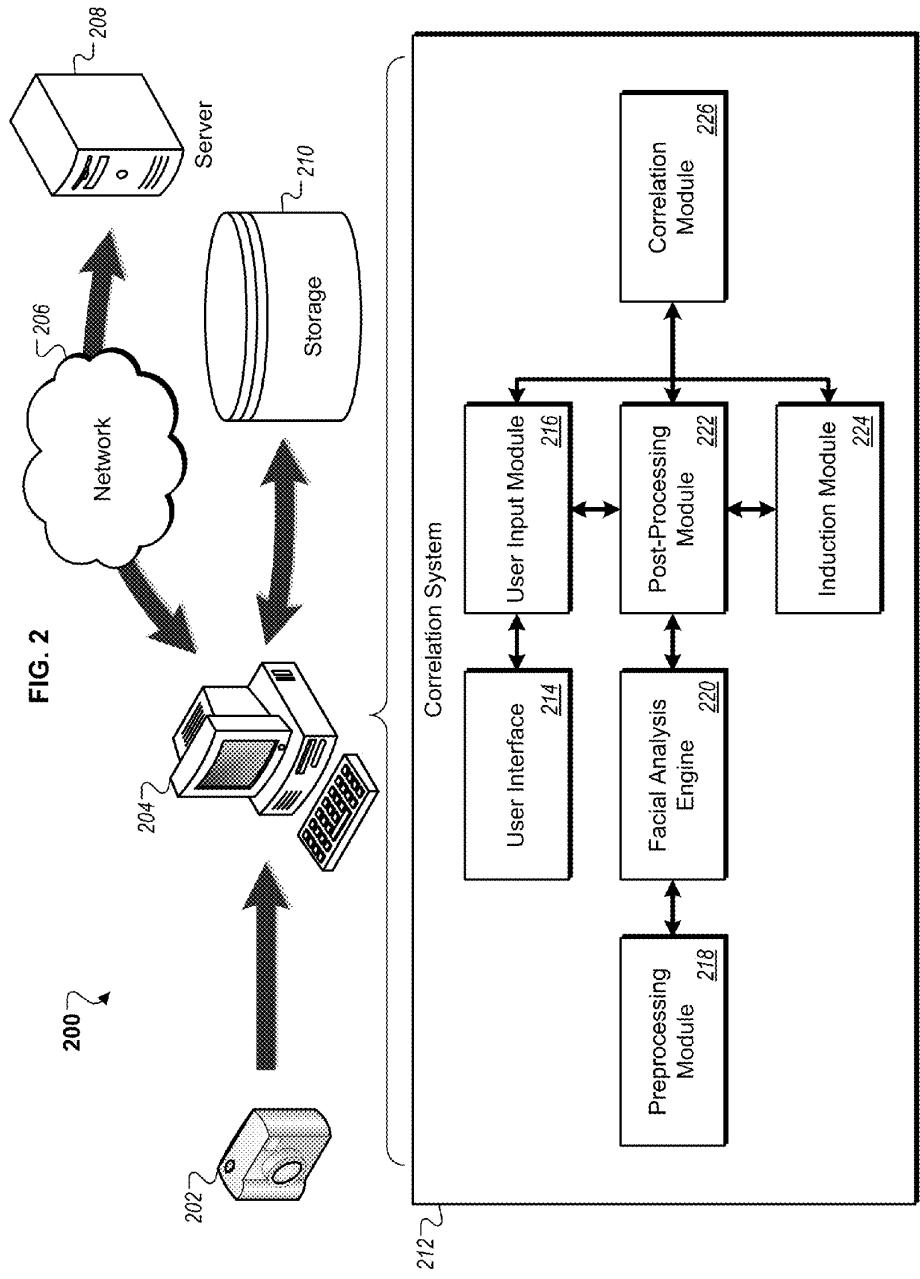 FIG. 2
200
202
204
Network
206
208
Server
Storage
210
212
Correlation System
User Interface
214
User Input Module
216
Preprocessing
Module
218
Facial Analysis
Engine
220
Post-Processing
Module
222
Induction Module
224
Correlation
Module
226